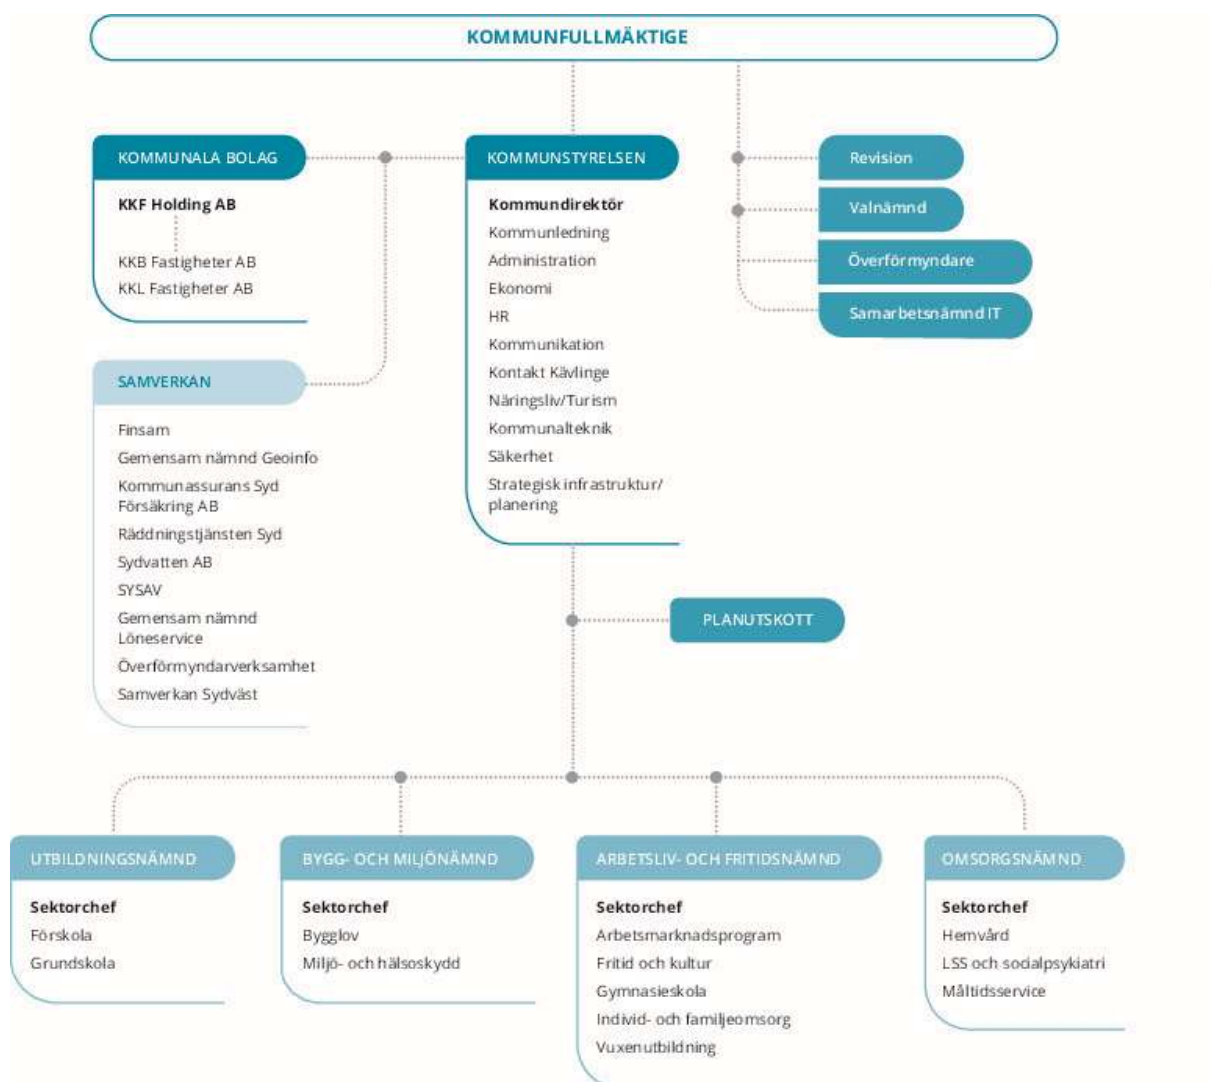 KOMMUNFULLMÄKTIGE
KOMMUNALA BOLAG
KKF Holding AB
KKB Fastigheter AB
KKL Fastigheter AB
SAMVERKAN
Finsam
Gemensam nämnd Geoinfo
Kommunassurans Syd
Försäkring AB
Räddningstjänsten Syd
Sydvatten AB
SYSAV
Gemensam nämnd
Löneservice
Överförmyndarverksamhet
Samverkan Sydväst
KOMMUNSTYRELSEN
Kommundirektör
Kommunledning
Administration
Ekonomi
HR
Kommunikation
Kontakt Kävlinge
Näringsliv/Turism
Kommunalteknik
Säkerhet
Strategisk infrastruktur/
planering
Revision
Valnämnd
Överförmyndare
Samarbetsnämnd IT
PLANUTSKOTT
UTBILDNINGSNÄMND
Sektorchef
Förskola
Grundskola
BYGG- OCH MILJÖNÄMND
Sektorchef
Bygglov
Miljö- och hälsoskydd
ARBETSLIV- OCH FRITIDSNÄMND
Sektorchef
Arbetsmarknadsprogram
Fritid och kultur
Gymnasieskola
Individ- och familjeomsorg
Vuxenutbildning
OMSORGSNÄMND
Sektorchef
Hemvård
LSS och socialpsykiatri
Måltidsservice